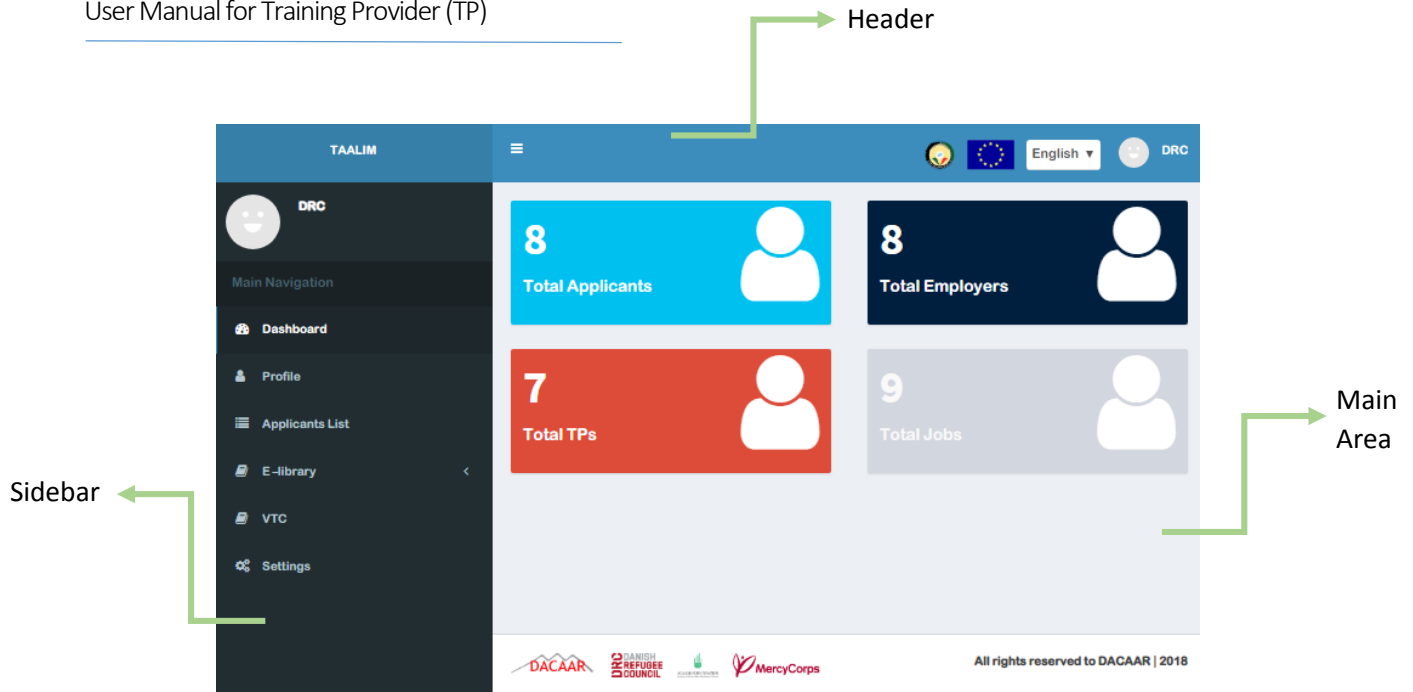 User Manual for Training Provider (TP)
Header
TAALIM
English ▼
DRC
DRC
Main Navigation
Dashboard
Profile
Applicants List
E-library
VTC
Settings
8
Total Applicants
8
Total Employers
7
Total TPs
9
Total Jobs
Main
Area
Sidebar
DACAAR
DRC DANISH
REFUGEE
COUNCIL
MercyCorps
All rights reserved to DACAAR | 2018